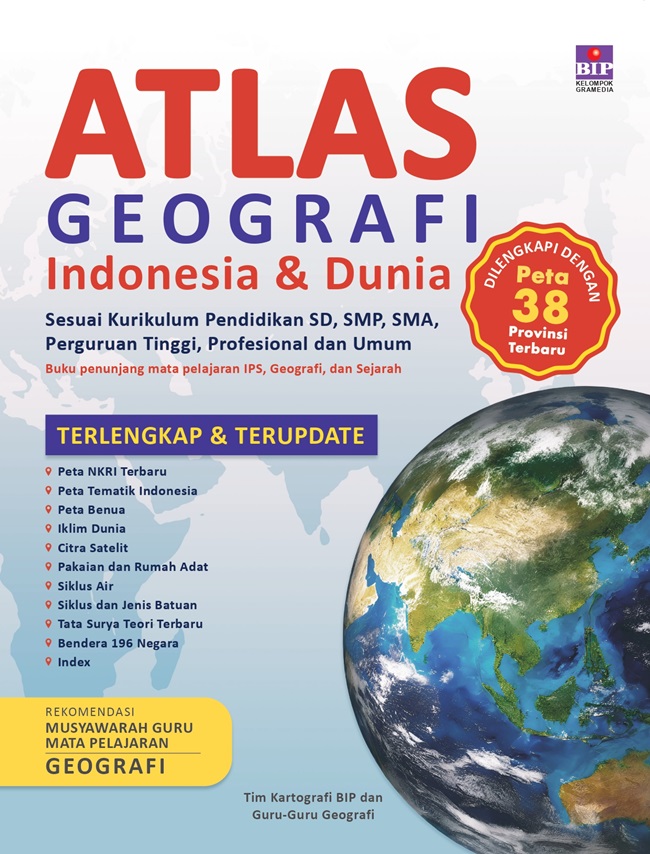 BIP
KELOMPOK
GRAMEDIA
ATLAS
GEOGRAFI
Indonesia & Dunia
DILENGKAPI DENGAN
Peta
38
Provinsi
Terbaru
Sesuai Kurikulum Pendidikan SD, SMP, SMA,
Perguruan Tinggi, Profesional dan Umum
Buku penunjang mata pelajaran IPS, Geografi, dan Sejarah
TERLENGKAP & TERUPDATE
Peta NKRI Terbaru
Peta Tematik Indonesia
Peta Benua
Iklim Dunia
Citra Satelit
Pakaian dan Rumah Adat
Siklus Air
Siklus dan Jenis Batuan
Tata Surya Teori Terbaru
Bendera 196 Negara
Index
REKOMENDASI
MUSYAWARAH GURU
MATA PELAJARAN
GEOGRAFI
Tim Kartografi BIP dan
Guru-Guru Geografi